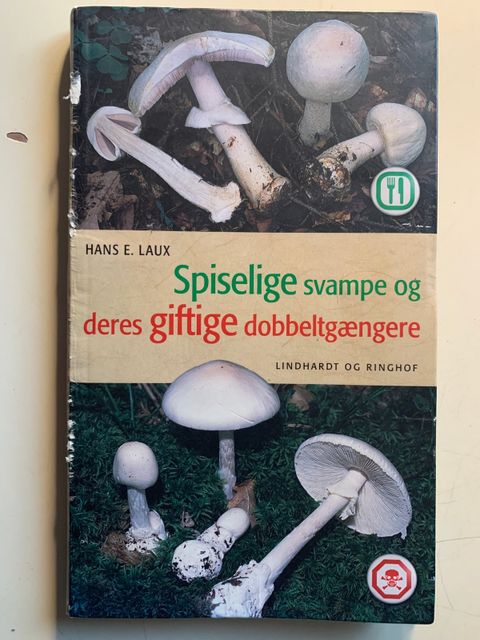 HANS E. LAUX
Spiselige svampe og
deres giftige dobbeltgængere
LINDHARDT OG RINGHOF